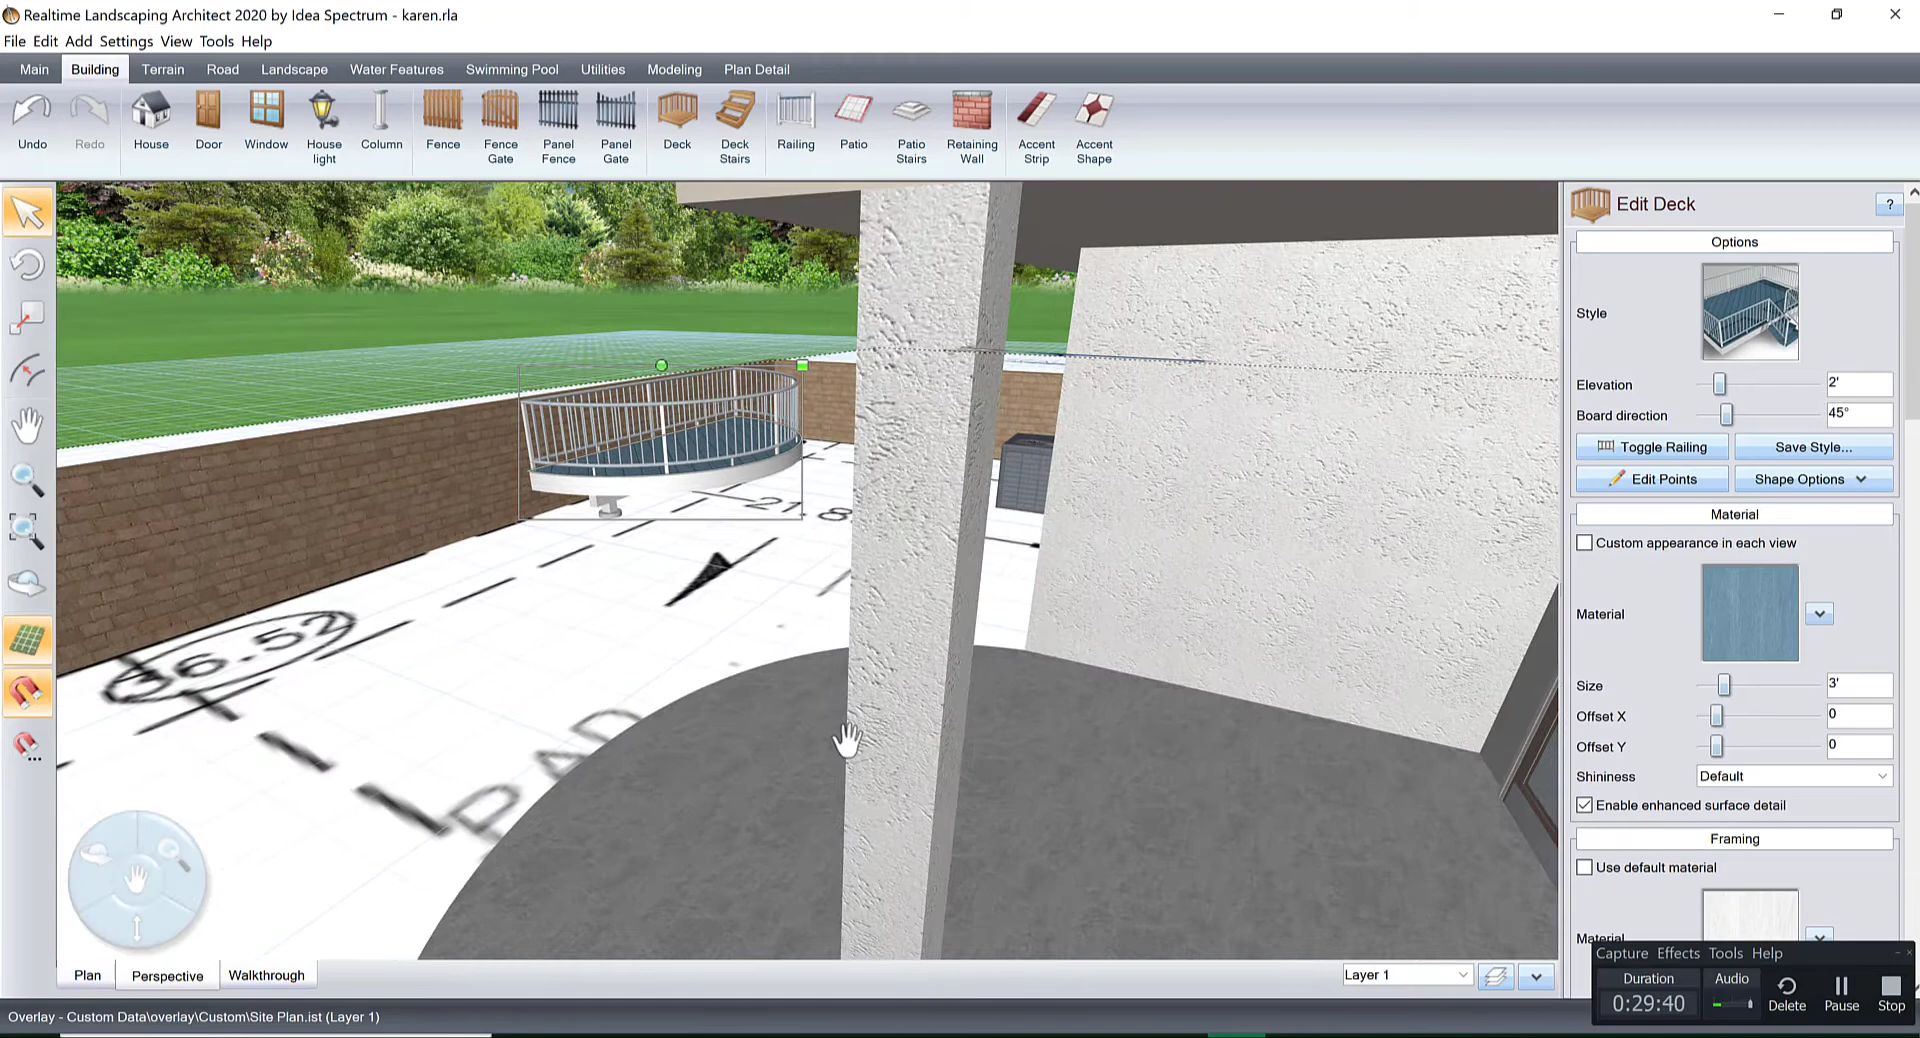 Realtime Landscaping Architect 2020 by Idea Spectrum - karen.rla
File Edit Add Settings View Tools Help
Main Building Terrain Road Landscape Water Features Swimming Pool Utilities Modeling Plan Detail
Undo Redo House Door Window House light Column Fence Fence Gate Panel Fence Panel Gate Deck Deck Stairs Railing Patio Patio Stairs Retaining Wall Accent Strip Accent Shape
Edit Deck ?
Options
Style
Elevation 2'
Board direction 45°
Toggle Railing Save Style...
Edit Points Shape Options
Material
Custom appearance in each view
Material
Size 3'
Offset X 0
Offset Y 0
Shininess Default
Enable enhanced surface detail
Framing
Use default material
Material
21.8
36.52
PAD
Plan Perspective Walkthrough
Layer 1
Capture Effects Tools Help
Duration Audio
0:29:40 Delete Pause Stop
Overlay - Custom Data\overlay\Custom\Site Plan.ist (Layer 1)